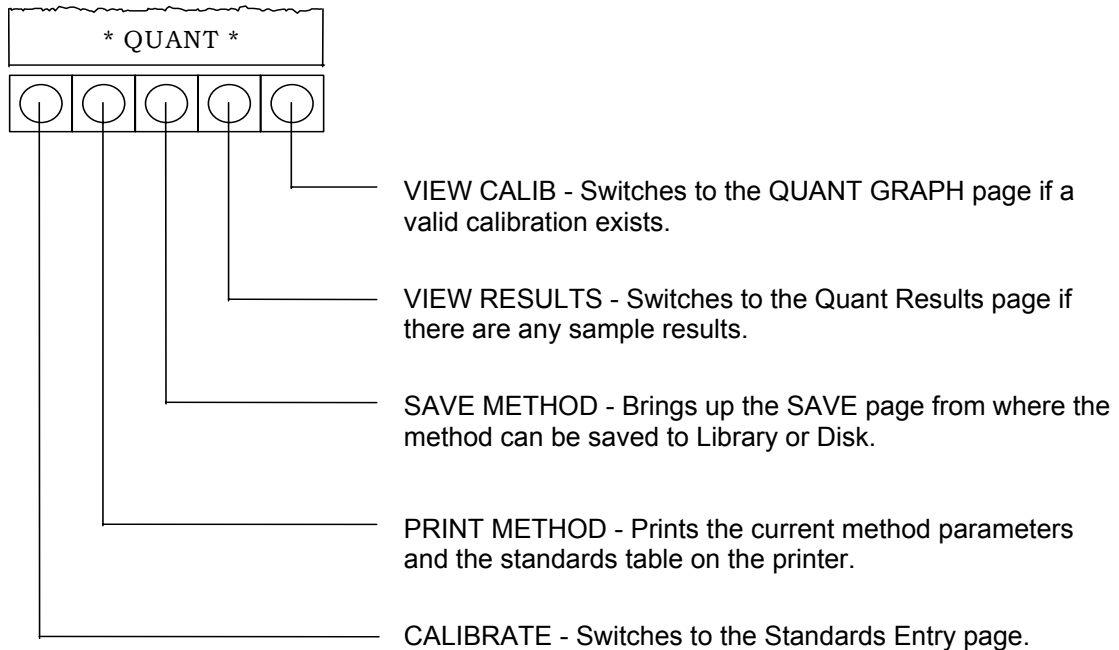 * QUANT *
VIEW CALIB - Switches to the QUANT GRAPH page if a
valid calibration exists.
VIEW RESULTS - Switches to the Quant Results page if
there are any sample results.
SAVE METHOD - Brings up the SAVE page from where the
method can be saved to Library or Disk.
PRINT METHOD - Prints the current method parameters
and the standards table on the printer.
CALIBRATE - Switches to the Standards Entry page.